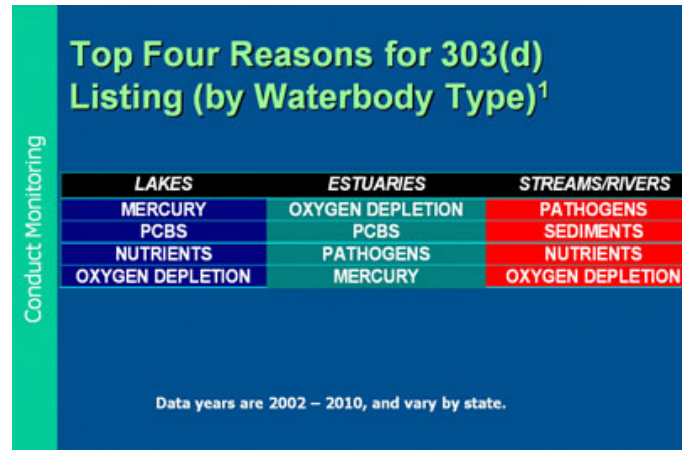 Top Four Reasons for 303(d)
Listing (by Waterbody Type)1
Conduct Monitoring
LAKES ESTUARIES STREAMS/RIVERS
MERCURY OXYGEN DEPLETION PATHOGENS
PCBS PCBS SEDIMENTS
NUTRIENTS PATHOGENS NUTRIENTS
OXYGEN DEPLETION MERCURY OXYGEN DEPLETION
Data years are 2002 – 2010, and vary by state.